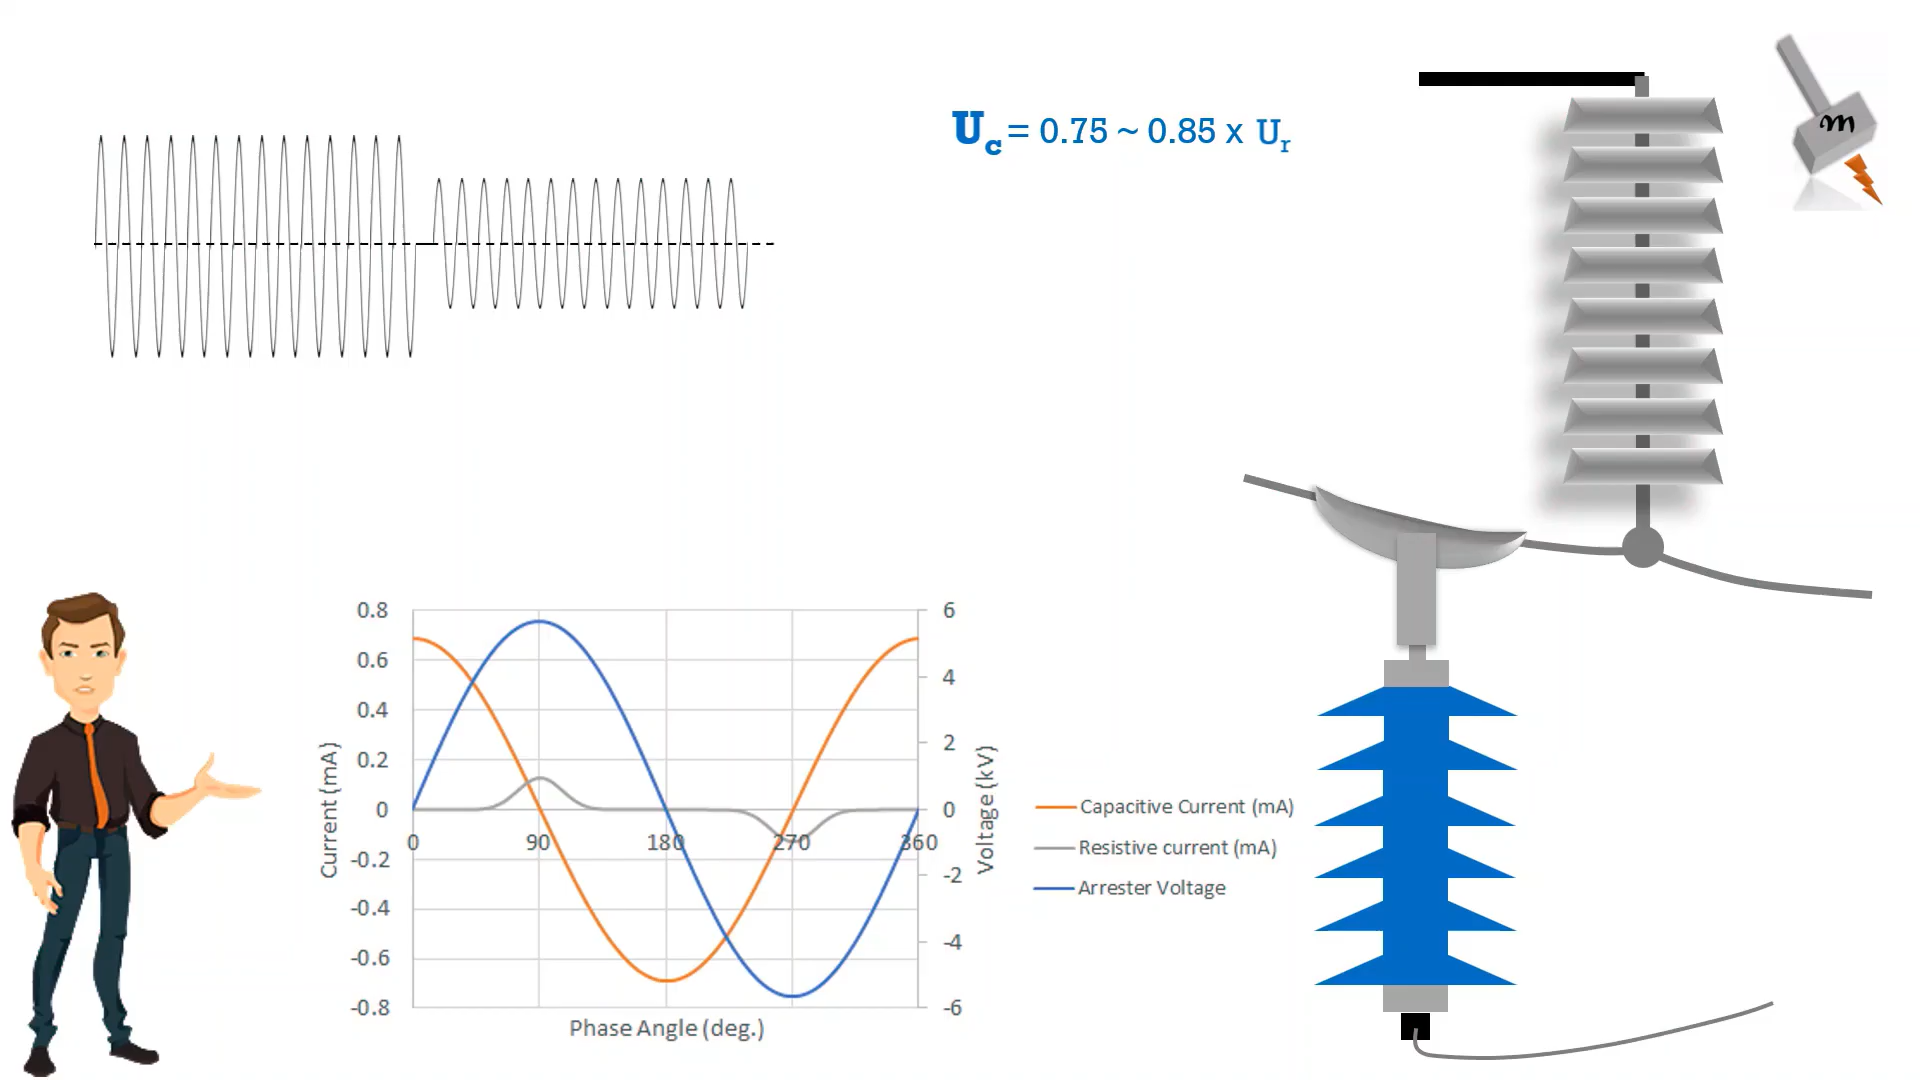 U_c = 0.75 ~ 0.85 x U_r
m
0.8
0.6
0.4
0.2
0
-0.2
-0.4
-0.6
-0.8
Current (mA)
0 90 180 270 360
Phase Angle (deg.)
6
4
2
0
-2
-4
-6
Voltage (kV)
Capacitive Current (mA)
Resistive current (mA)
Arrester Voltage